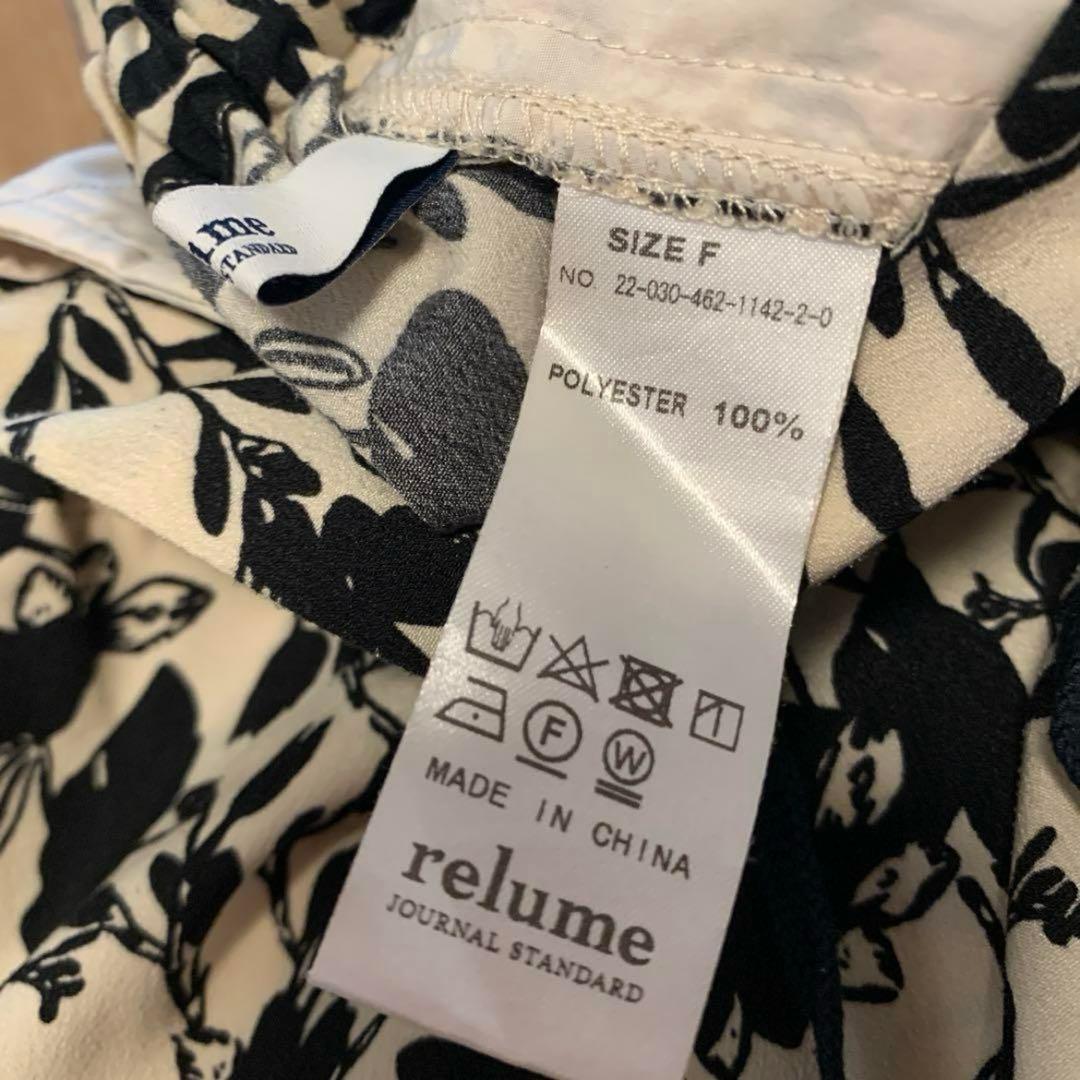 SIZE F
NO 22-030-462-1142-2-0
POLYESTER 100%
F
W
MADE IN CHINA
relume
JOURNAL STANDARD